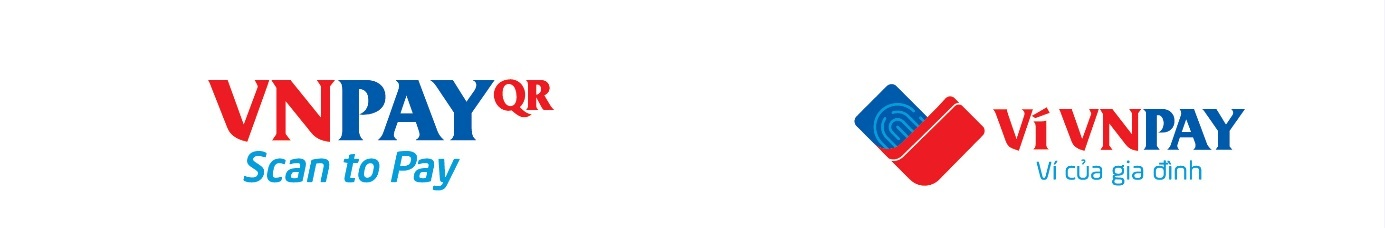 VNPAYQR
Scan to Pay
Ví VNPAY
Ví của gia đình